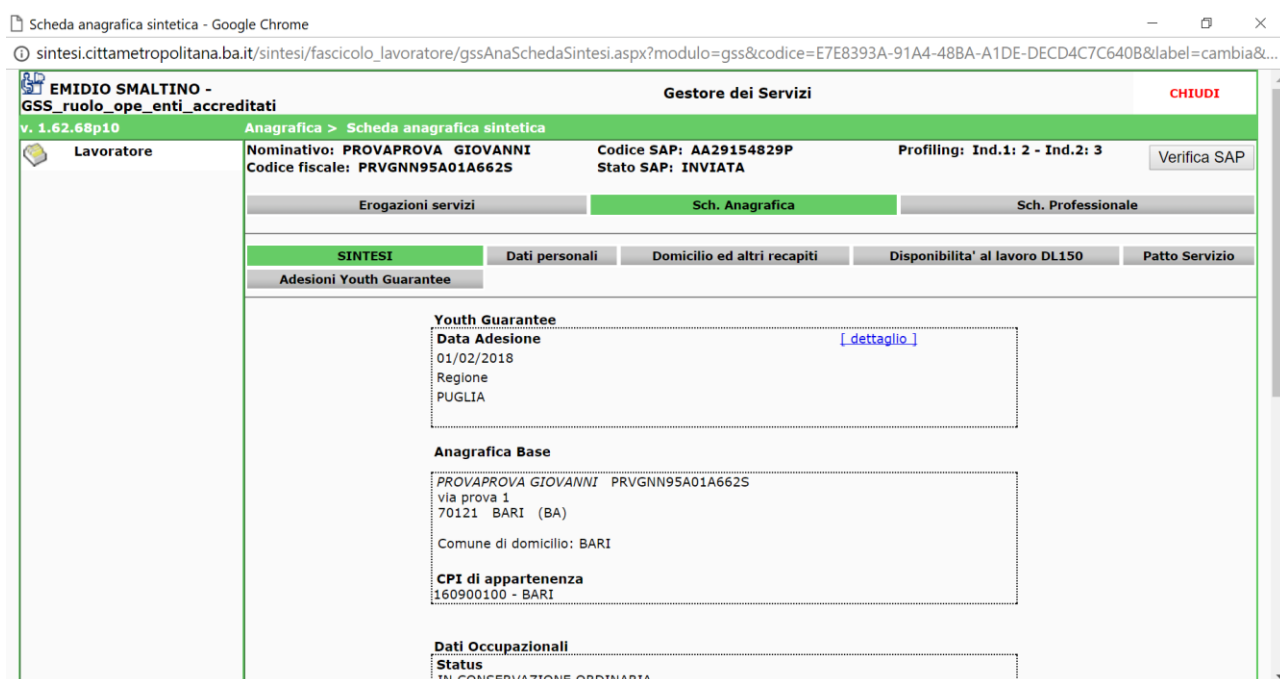 Scheda anagrafica sintetica - Google Chrome
sintesi.cittametropolitana.ba.it/sintesi/fascicolo_lavoratore/gssAnaSchedaSintesi.aspx?modulo=gss&codice=E7E8393A-91A4-48BA-A1DE-DECD4C7C640B&label=cambia&...
EMIDIO SMALTINO -
GSS_ruolo_ope_enti_accreditati
Gestore dei Servizi
CHIUDI
v. 1.62.68p10
Anagrafica > Scheda anagrafica sintetica
Lavoratore
Nominativo: PROVAPROVA GIOVANNI Codice SAP: AA29154829P Profiling: Ind.1: 2 - Ind.2: 3
Codice fiscale: PRVGNN95A01A662S Stato SAP: INVIATA
Verifica SAP
Erogazioni servizi Sch. Anagrafica Sch. Professionale
SINTESI Dati personali Domicilio ed altri recapiti Disponibilita' al lavoro DL150 Patto Servizio
Adesioni Youth Guarantee
Youth Guarantee
Data Adesione [ dettaglio ]
01/02/2018
Regione
PUGLIA
Anagrafica Base
PROVAPROVA GIOVANNI PRVGNN95A01A662S
via prova 1
70121 BARI (BA)
Comune di domicilio: BARI
CPI di appartenenza
160900100 - BARI
Dati Occupazionali
Status
IN CONSERVAZIONE ORDINARIA